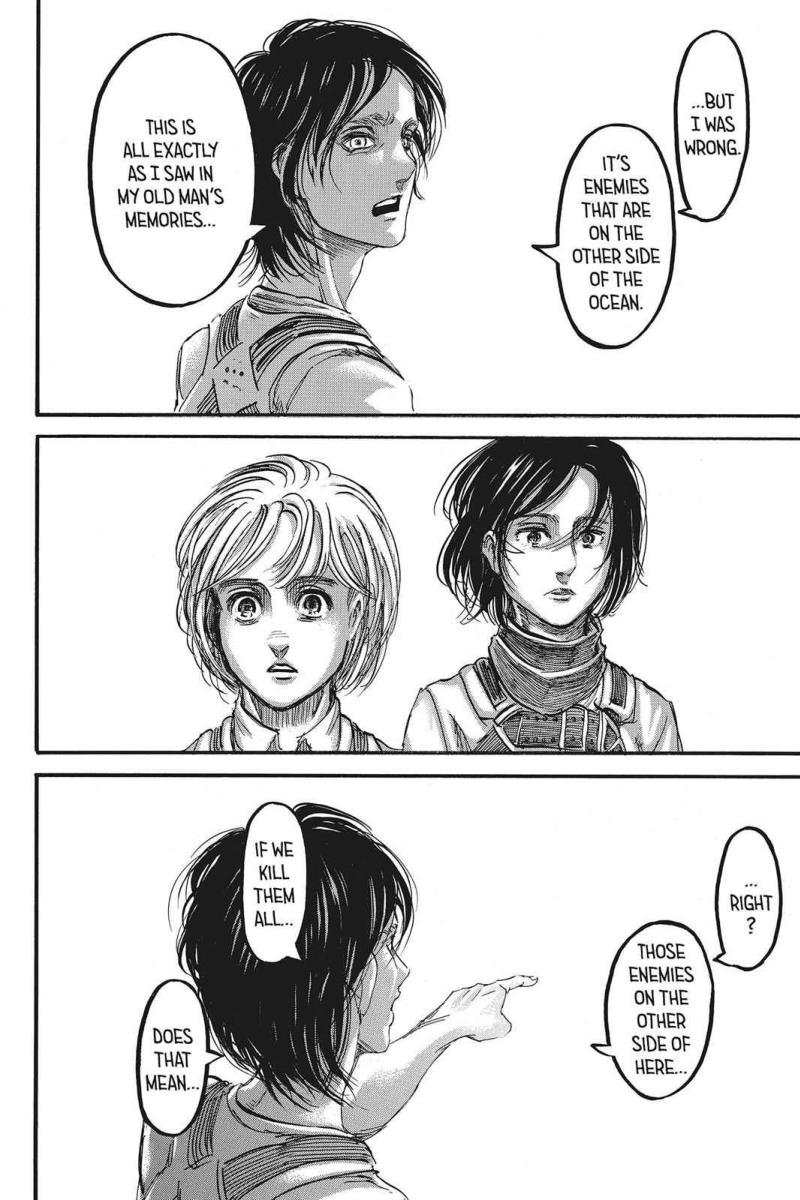 ...BUT
I WAS
WRONG.
IT'S
ENEMIES
THAT ARE
ON THE
OTHER SIDE
OF THE
OCEAN.
THIS IS
ALL EXACTLY
AS I SAW IN
MY OLD MAN'S
MEMORIES...
...
RIGHT
?
THOSE
ENEMIES
ON THE
OTHER
SIDE OF
HERE...
IF WE
KILL
THEM
ALL...
DOES
THAT
MEAN...